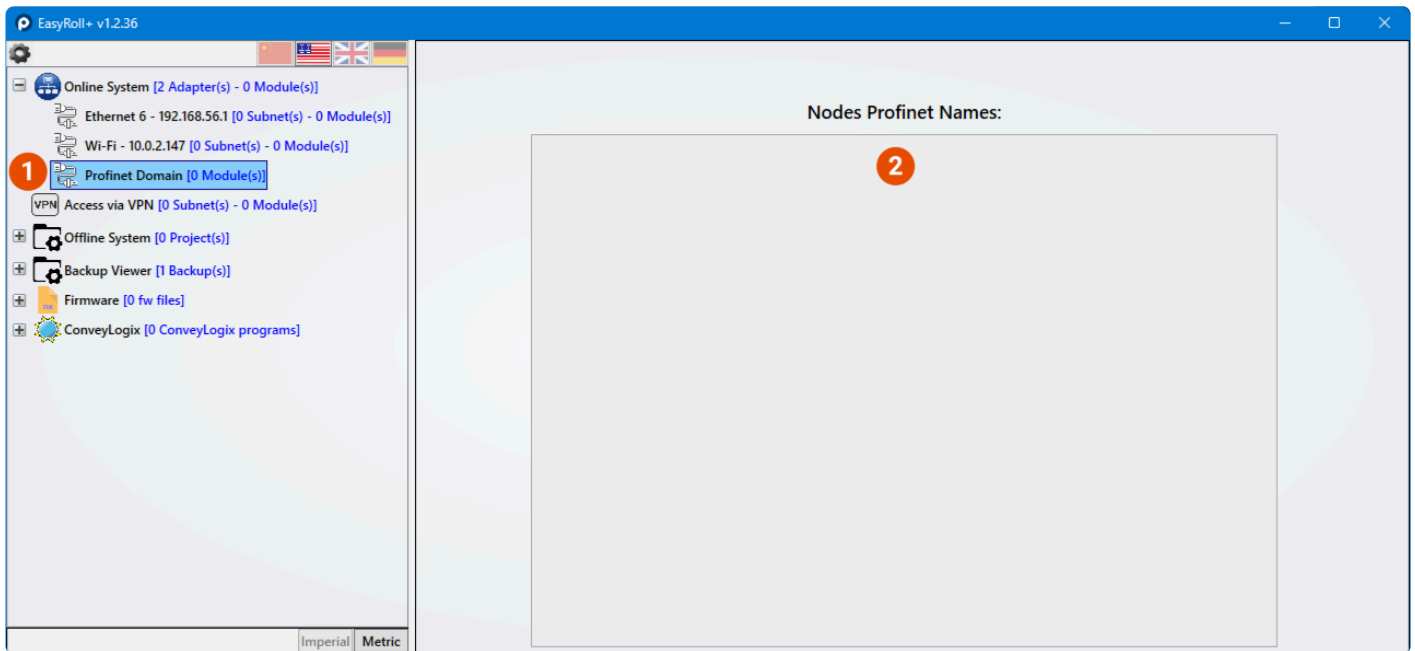 EasyRoll+ v1.2.36
Online System [2 Adapter(s) - 0 Module(s)]
Ethernet 6 - 192.168.56.1 [0 Subnet(s) - 0 Module(s)]
Wi-Fi - 10.0.2.147 [0 Subnet(s) - 0 Module(s)]
1
Profinet Domain [0 Module(s)]
VPN Access via VPN [0 Subnet(s) - 0 Module(s)]
Offline System [0 Project(s)]
Backup Viewer [1 Backup(s)]
Firmware [0 fw files]
ConveyLogix [0 ConveyLogix programs]
Imperial Metric
Nodes Profinet Names:
2